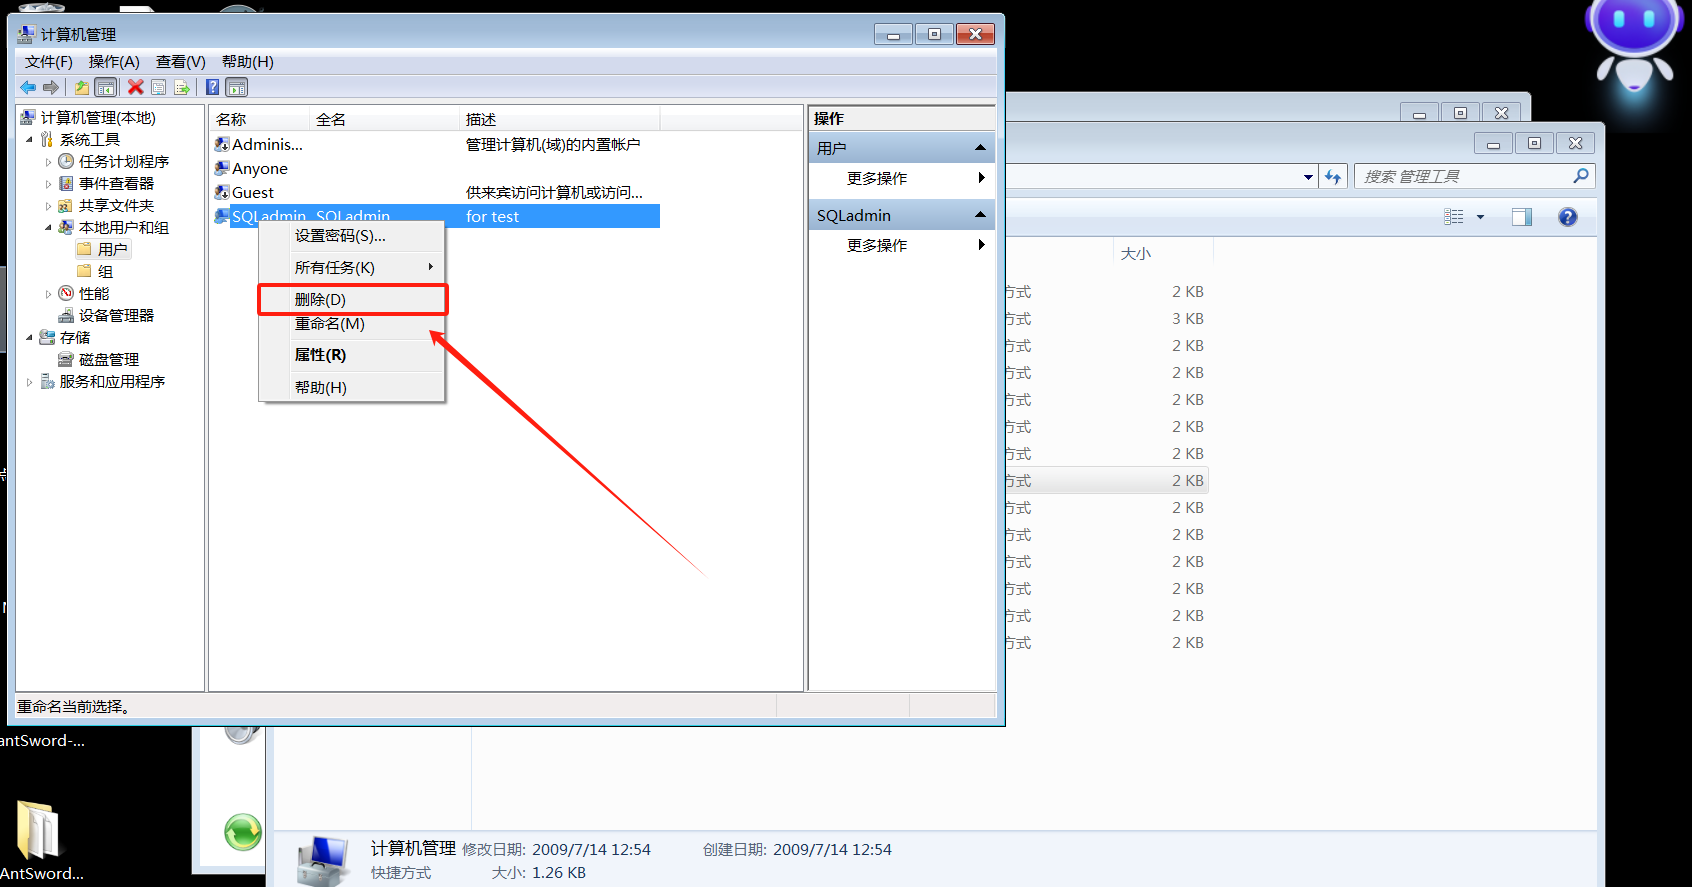 计算机管理
文件(F) 操作(A) 查看(V) 帮助(H)
计算机管理(本地)
系统工具
任务计划程序
事件查看器
共享文件夹
本地用户和组
用户
组
性能
设备管理器
存储
磁盘管理
服务和应用程序
名称 全名 描述
Adminis... 管理计算机(域)的内置帐户
Anyone
Guest 供来宾访问计算机或访问...
SQLadmin SQLadmin for test
设置密码(S)...
所有任务(K)
删除(D)
重命名(M)
属性(R)
帮助(H)
操作
用户
更多操作
SQLadmin
更多操作
重命名当前选择。
搜索 管理工具
大小
方式 2 KB
方式 3 KB
方式 2 KB
方式 2 KB
方式 2 KB
方式 2 KB
方式 2 KB
方式 2 KB
方式 2 KB
方式 2 KB
方式 2 KB
方式 2 KB
方式 2 KB
方式 2 KB
antSword-...
AntSword...
计算机管理 修改日期: 2009/7/14 12:54 创建日期: 2009/7/14 12:54
快捷方式 大小: 1.26 KB